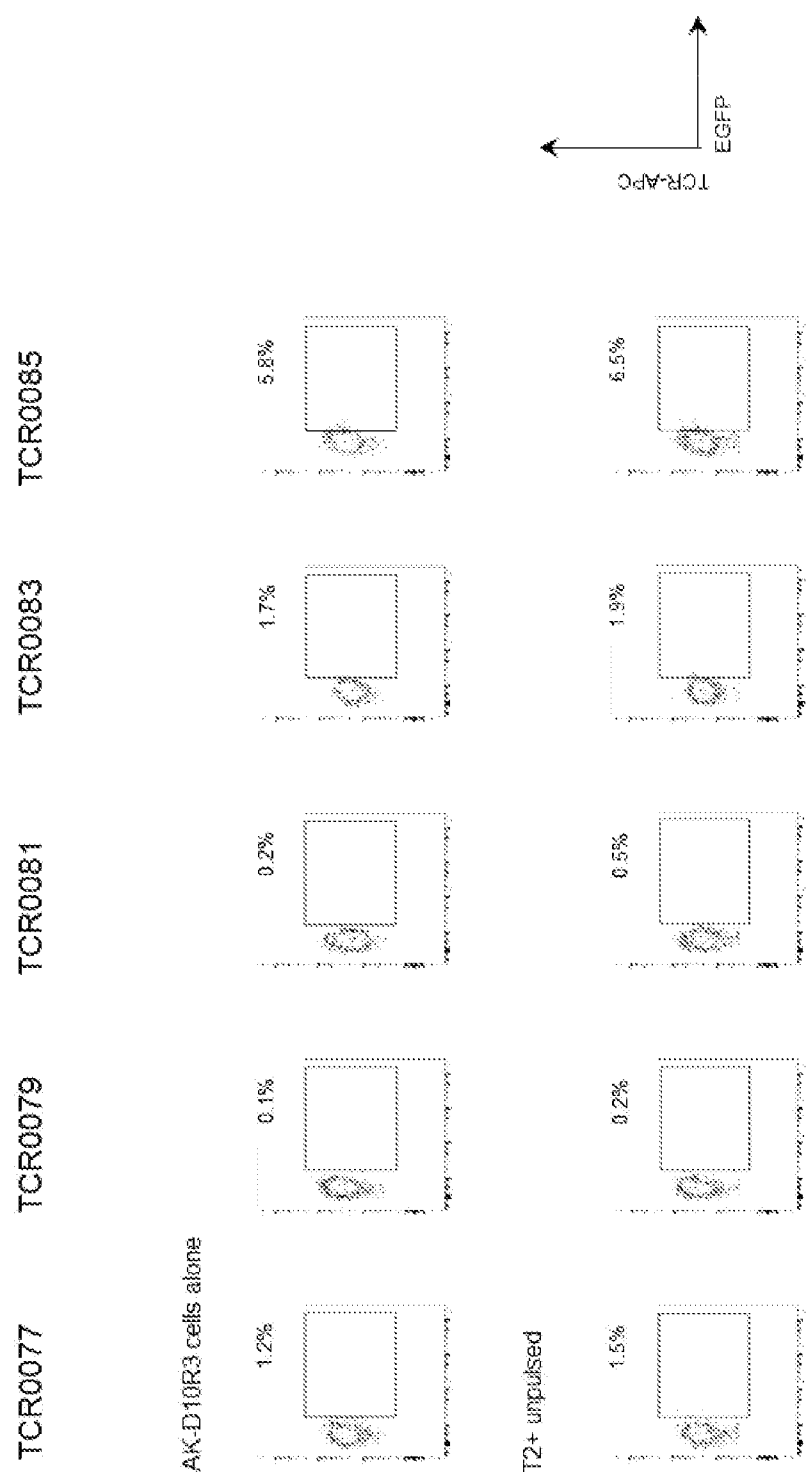 TCR0077 TCR0079 TCR0081 TCR0083 TCR0085
AK-D10R3 cells alone
1.2% 0.1% 0.2% 1.7% 5.8%
T2+ unpulsed
1.5% 0.2% 0.5% 1.9% 6.5%
TCR-APC
EGFP